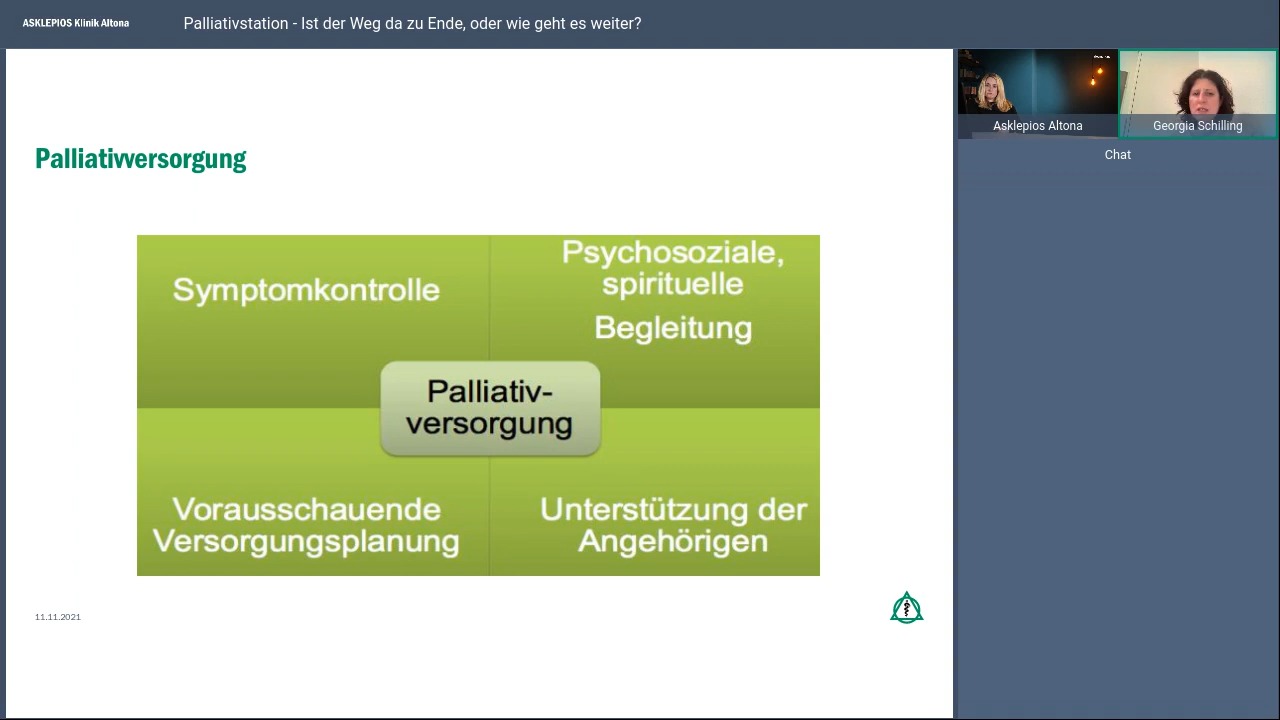 ASKLEPIOS Klinik Altona
Palliativstation - Ist der Weg da zu Ende, oder wie geht es weiter?
Palliativversorgung
Symptomkontrolle
Psychosoziale,
spirituelle
Begleitung
Palliativ-
versorgung
Vorausschauende
Versorgungsplanung
Unterstützung der
Angehörigen
11.11.2021
Asklepios Altona
Georgia Schilling
Chat